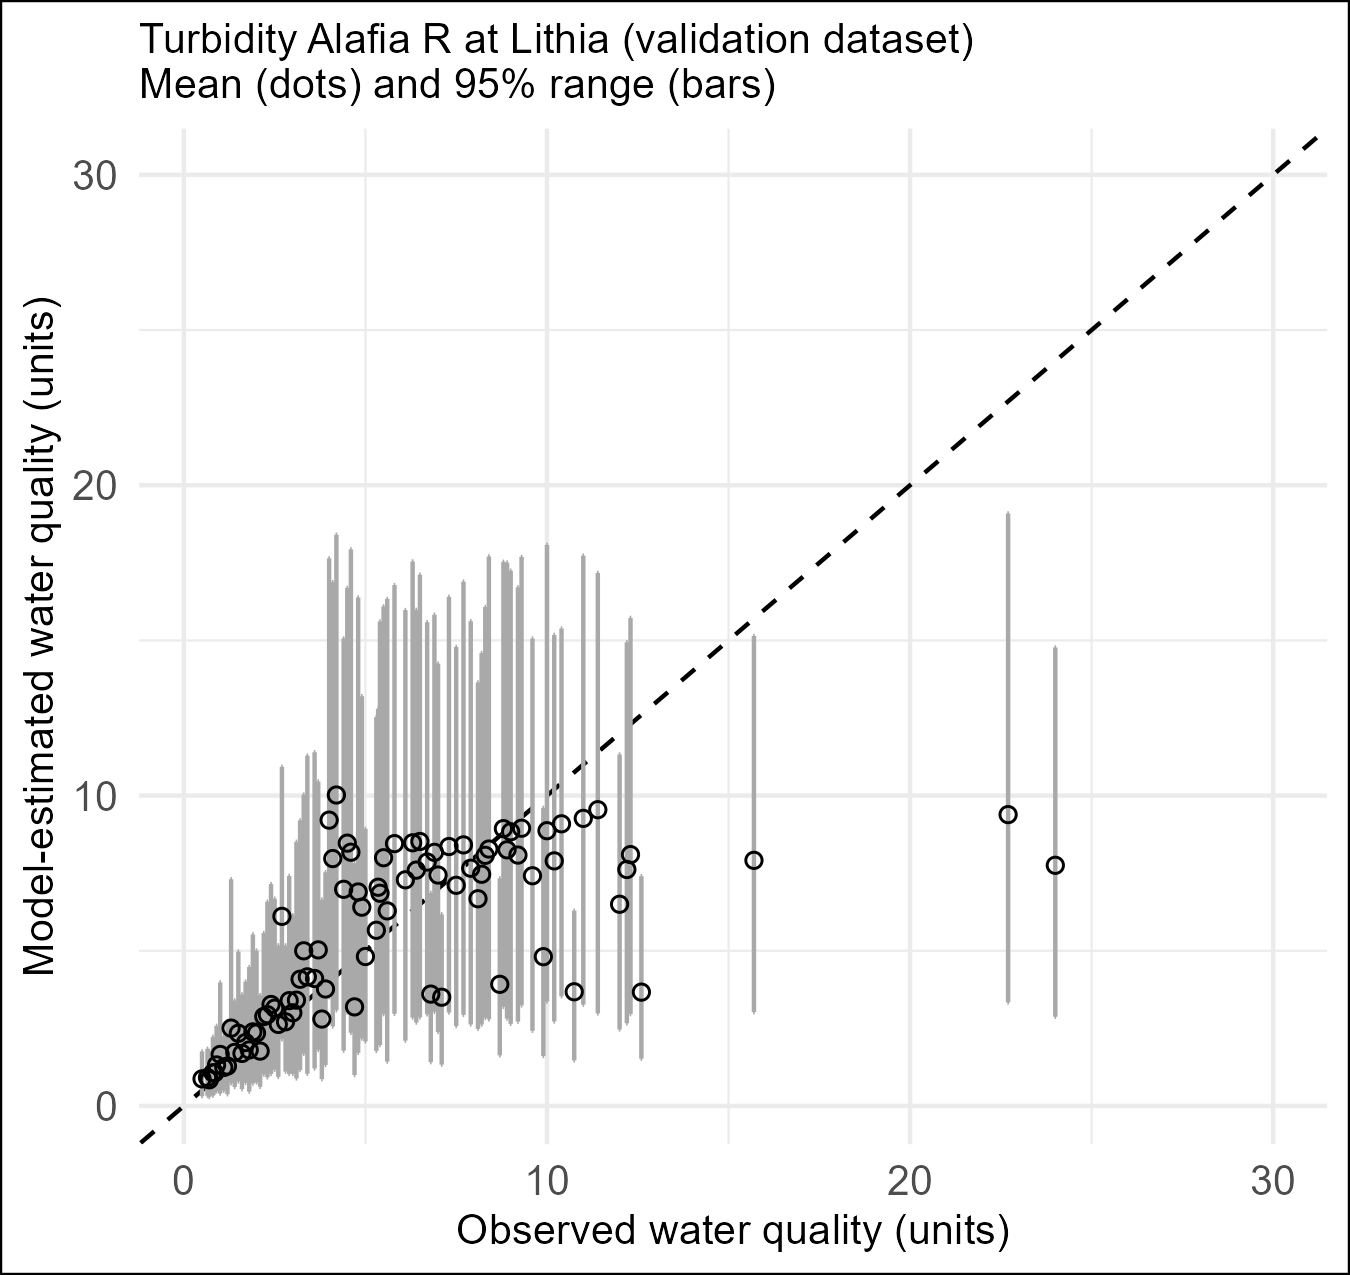 Turbidity Alafia R at Lithia (validation dataset)
Mean (dots) and 95% range (bars)
Model-estimated water quality (units)
30
20
10
0
0
10
20
30
Observed water quality (units)